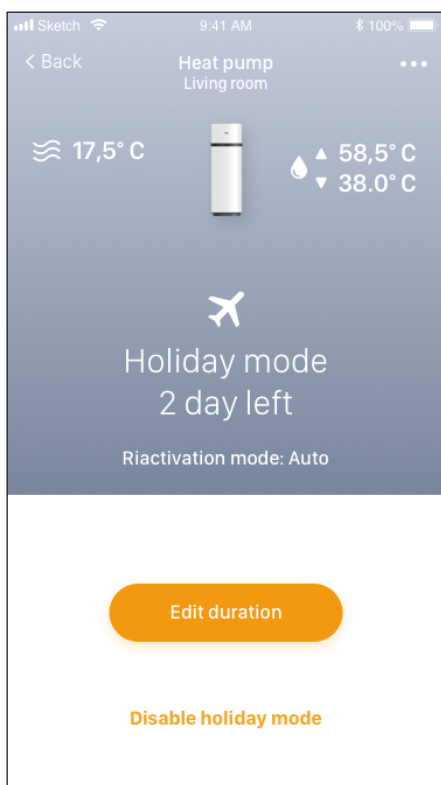 Sketch 9:41 AM 100%
< Back Heat pump ...
Living room
17,5° C
▲ 58,5° C
▼ 38.0° C
Holiday mode
2 day left
Riactivation mode: Auto
Edit duration
Disable holiday mode